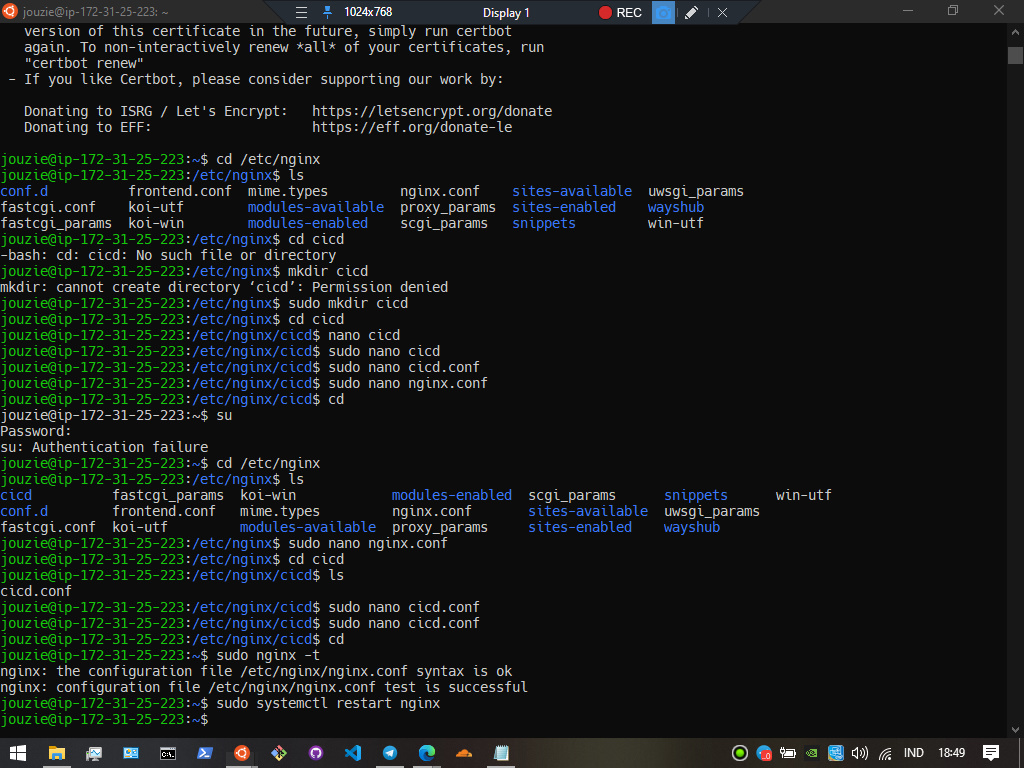 jouzie@ip-172-31-25-223: ~
1024x768
Display 1
REC
version of this certificate in the future, simply run certbot
again. To non-interactively renew *all* of your certificates, run
"certbot renew"
- If you like Certbot, please consider supporting our work by:
Donating to ISRG / Let's Encrypt:   https://letsencrypt.org/donate
Donating to EFF:                    https://eff.org/donate-le
jouzie@ip-172-31-25-223:~$ cd /etc/nginx
jouzie@ip-172-31-25-223:/etc/nginx$ ls
conf.d          frontend.conf  mime.types         nginx.conf    sites-available  uwsgi_params
fastcgi.conf    koi-utf        modules-available  proxy_params  sites-enabled    wayshub
fastcgi_params  koi-win        modules-enabled    scgi_params   snippets         win-utf
jouzie@ip-172-31-25-223:/etc/nginx$ cd cicd
-bash: cd: cicd: No such file or directory
jouzie@ip-172-31-25-223:/etc/nginx$ mkdir cicd
mkdir: cannot create directory ‘cicd’: Permission denied
jouzie@ip-172-31-25-223:/etc/nginx$ sudo mkdir cicd
jouzie@ip-172-31-25-223:/etc/nginx$ cd cicd
jouzie@ip-172-31-25-223:/etc/nginx/cicd$ nano cicd
jouzie@ip-172-31-25-223:/etc/nginx/cicd$ sudo nano cicd
jouzie@ip-172-31-25-223:/etc/nginx/cicd$ sudo nano cicd.conf
jouzie@ip-172-31-25-223:/etc/nginx/cicd$ sudo nano nginx.conf
jouzie@ip-172-31-25-223:/etc/nginx/cicd$ cd
jouzie@ip-172-31-25-223:~$ su
Password:
su: Authentication failure
jouzie@ip-172-31-25-223:~$ cd /etc/nginx
jouzie@ip-172-31-25-223:/etc/nginx$ ls
cicd          fastcgi_params  koi-win            modules-enabled  scgi_params      snippets      win-utf
conf.d        frontend.conf   mime.types         nginx.conf       sites-available  uwsgi_params
fastcgi.conf  koi-utf         modules-available  proxy_params     sites-enabled    wayshub
jouzie@ip-172-31-25-223:/etc/nginx$ sudo nano nginx.conf
jouzie@ip-172-31-25-223:/etc/nginx$ cd cicd
jouzie@ip-172-31-25-223:/etc/nginx/cicd$ ls
cicd.conf
jouzie@ip-172-31-25-223:/etc/nginx/cicd$ sudo nano cicd.conf
jouzie@ip-172-31-25-223:/etc/nginx/cicd$ sudo nano cicd.conf
jouzie@ip-172-31-25-223:/etc/nginx/cicd$ cd
jouzie@ip-172-31-25-223:~$ sudo nginx -t
nginx: the configuration file /etc/nginx/nginx.conf syntax is ok
nginx: configuration file /etc/nginx/nginx.conf test is successful
jouzie@ip-172-31-25-223:~$ sudo systemctl restart nginx
jouzie@ip-172-31-25-223:~$
IND
18:49